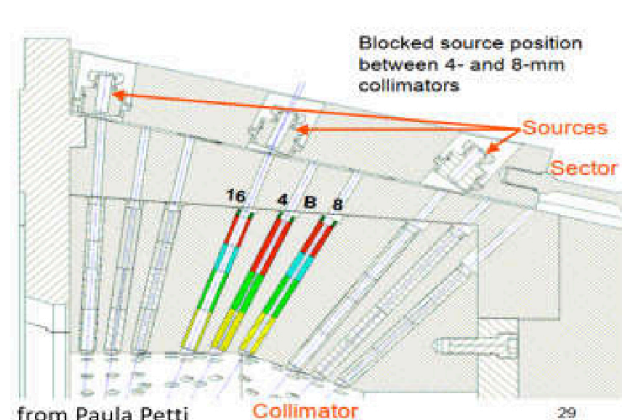 Blocked source position
between 4- and 8-mm
collimators
Sources
Sector
16 4 B 8
from Paula Petti
Collimator
29